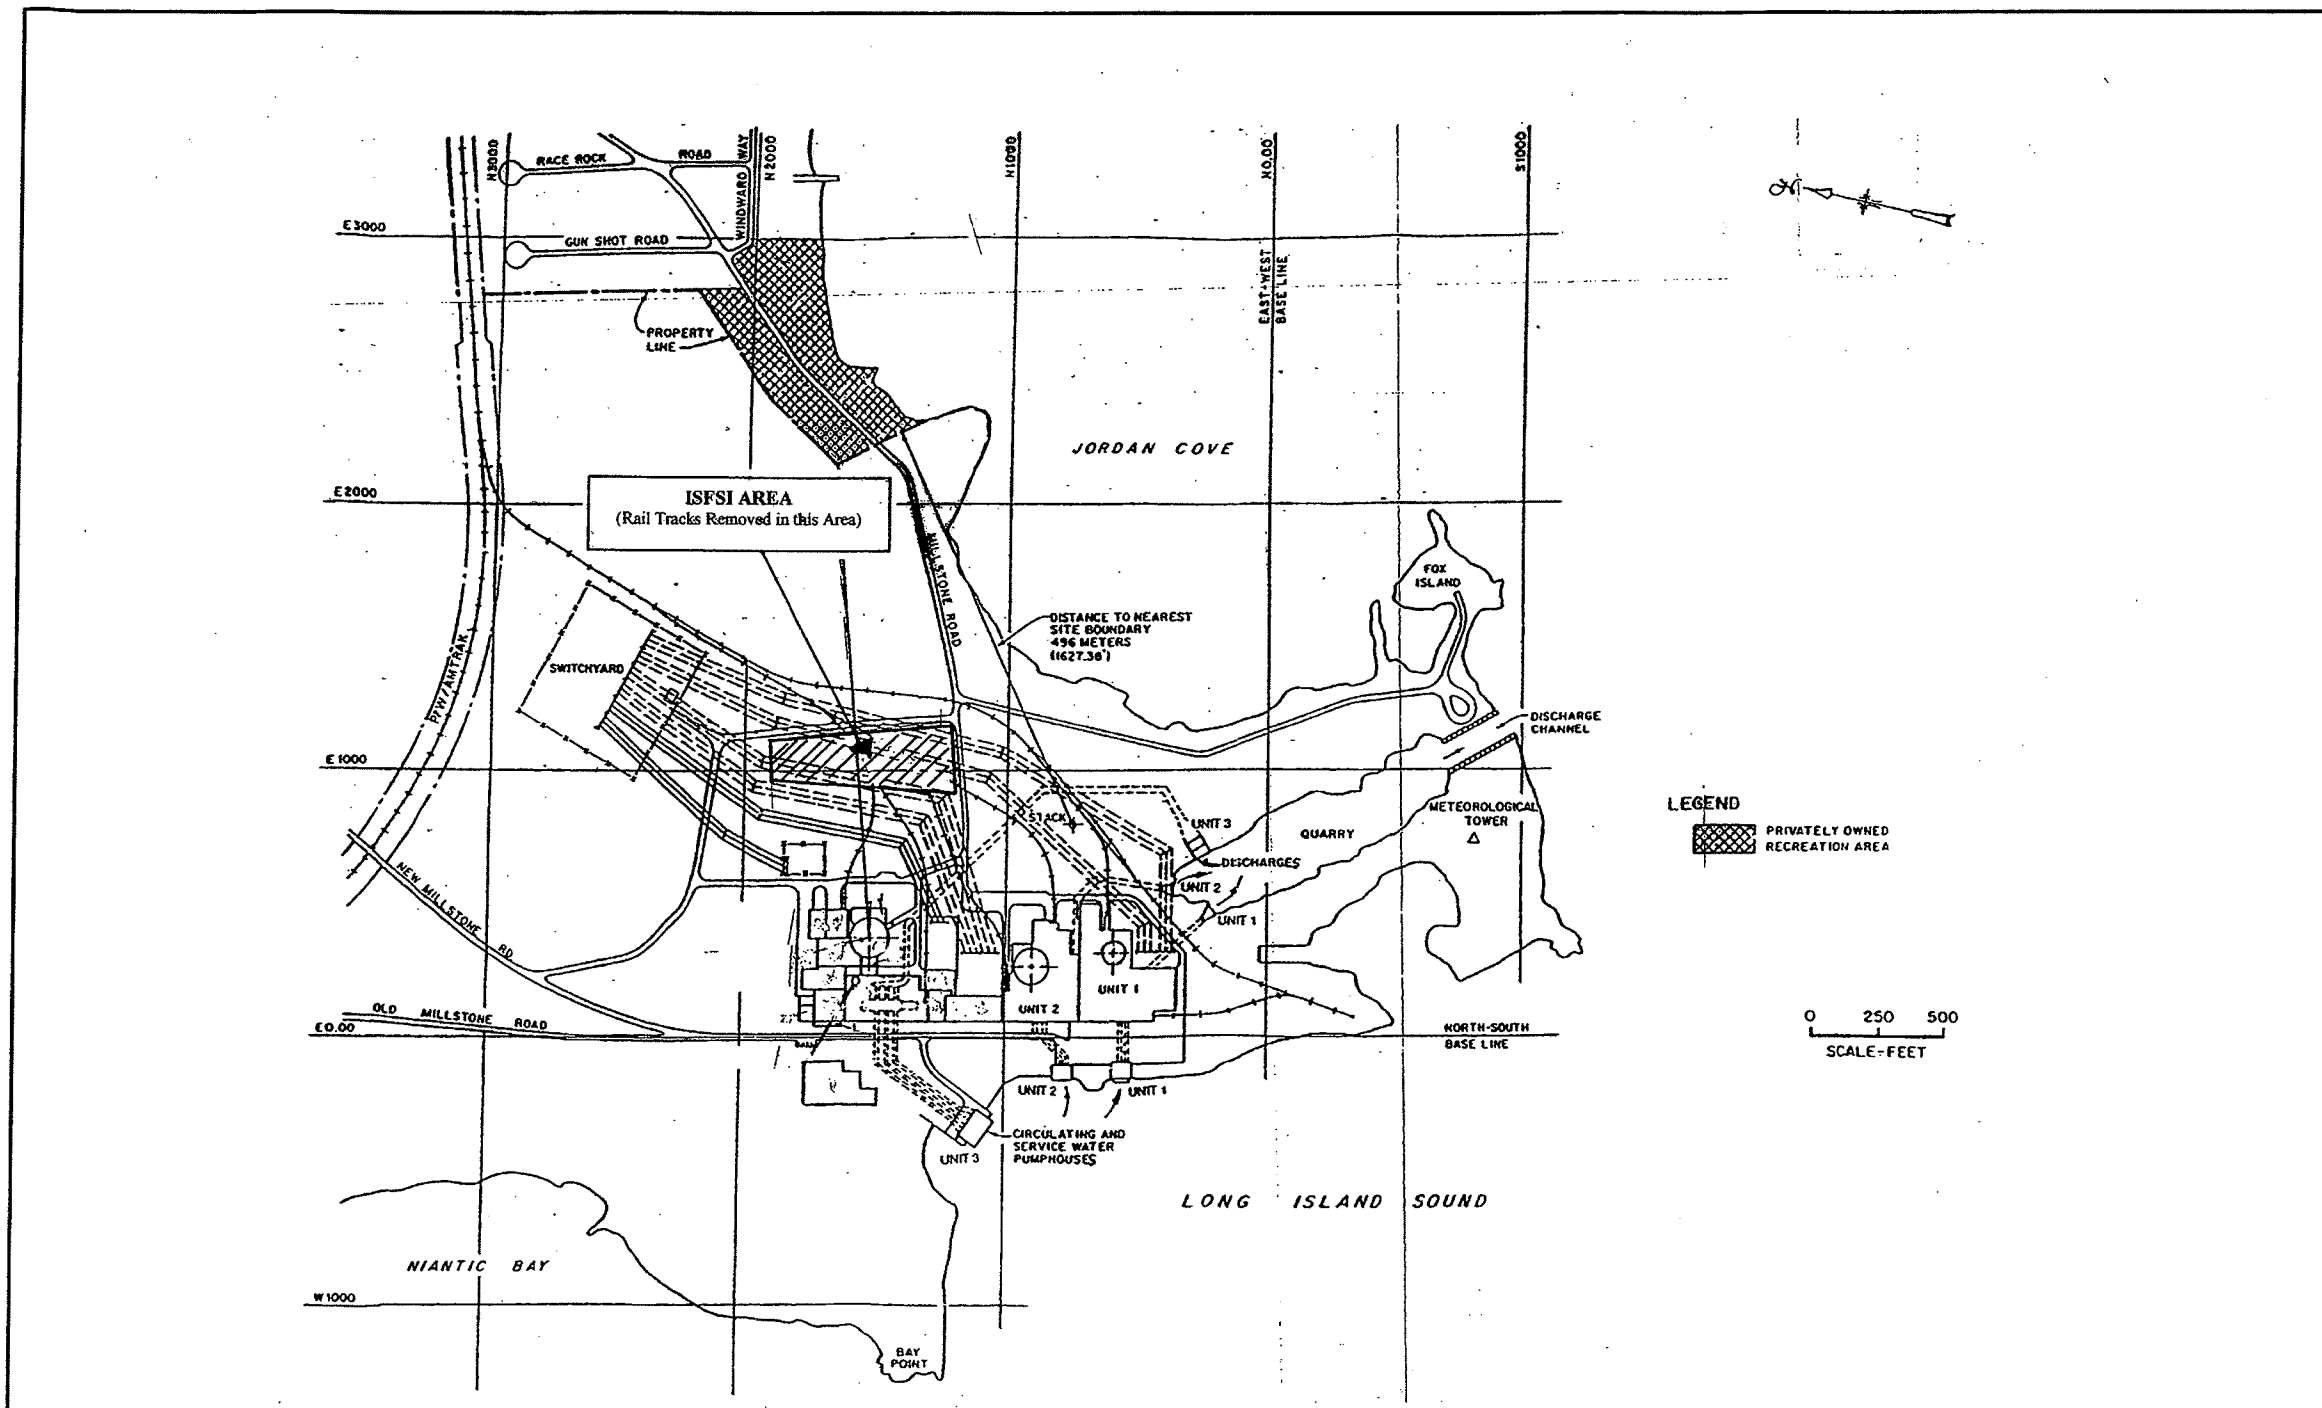 N3000
RACE ROCK ROAD
WINDWARD WAY
N2000
N1000
N0.00
S1000
E3000
GUN SHOT ROAD
EAST-WEST
BASE LINE
PROPERTY
LINE
JORDAN COVE
E2000
ISFSI AREA
(Rail Tracks Removed in this Area)
MILLSTONE ROAD
FOX
ISLAND
DISTANCE TO NEAREST
SITE BOUNDARY
496 METERS
(1627.36')
SWITCHYARD
P/W/AMTRAK
DISCHARGE
CHANNEL
E1000
STACK
UNIT 3
QUARRY
METEOROLOGICAL
TOWER
LEGEND
PRIVATELY OWNED
RECREATION AREA
DISCHARGES
UNIT 2
UNIT 1
NEW MILLSTONE RD
UNIT 2
UNIT 1
OLD MILLSTONE ROAD
E0.00
NORTH-SOUTH
BASE LINE
0 250 500
SCALE-FEET
UNIT 2
UNIT 1
CIRCULATING AND
SERVICE WATER
PUMPHOUSES
UNIT 3
LONG ISLAND SOUND
NIANTIC BAY
W1000
BAY
POINT